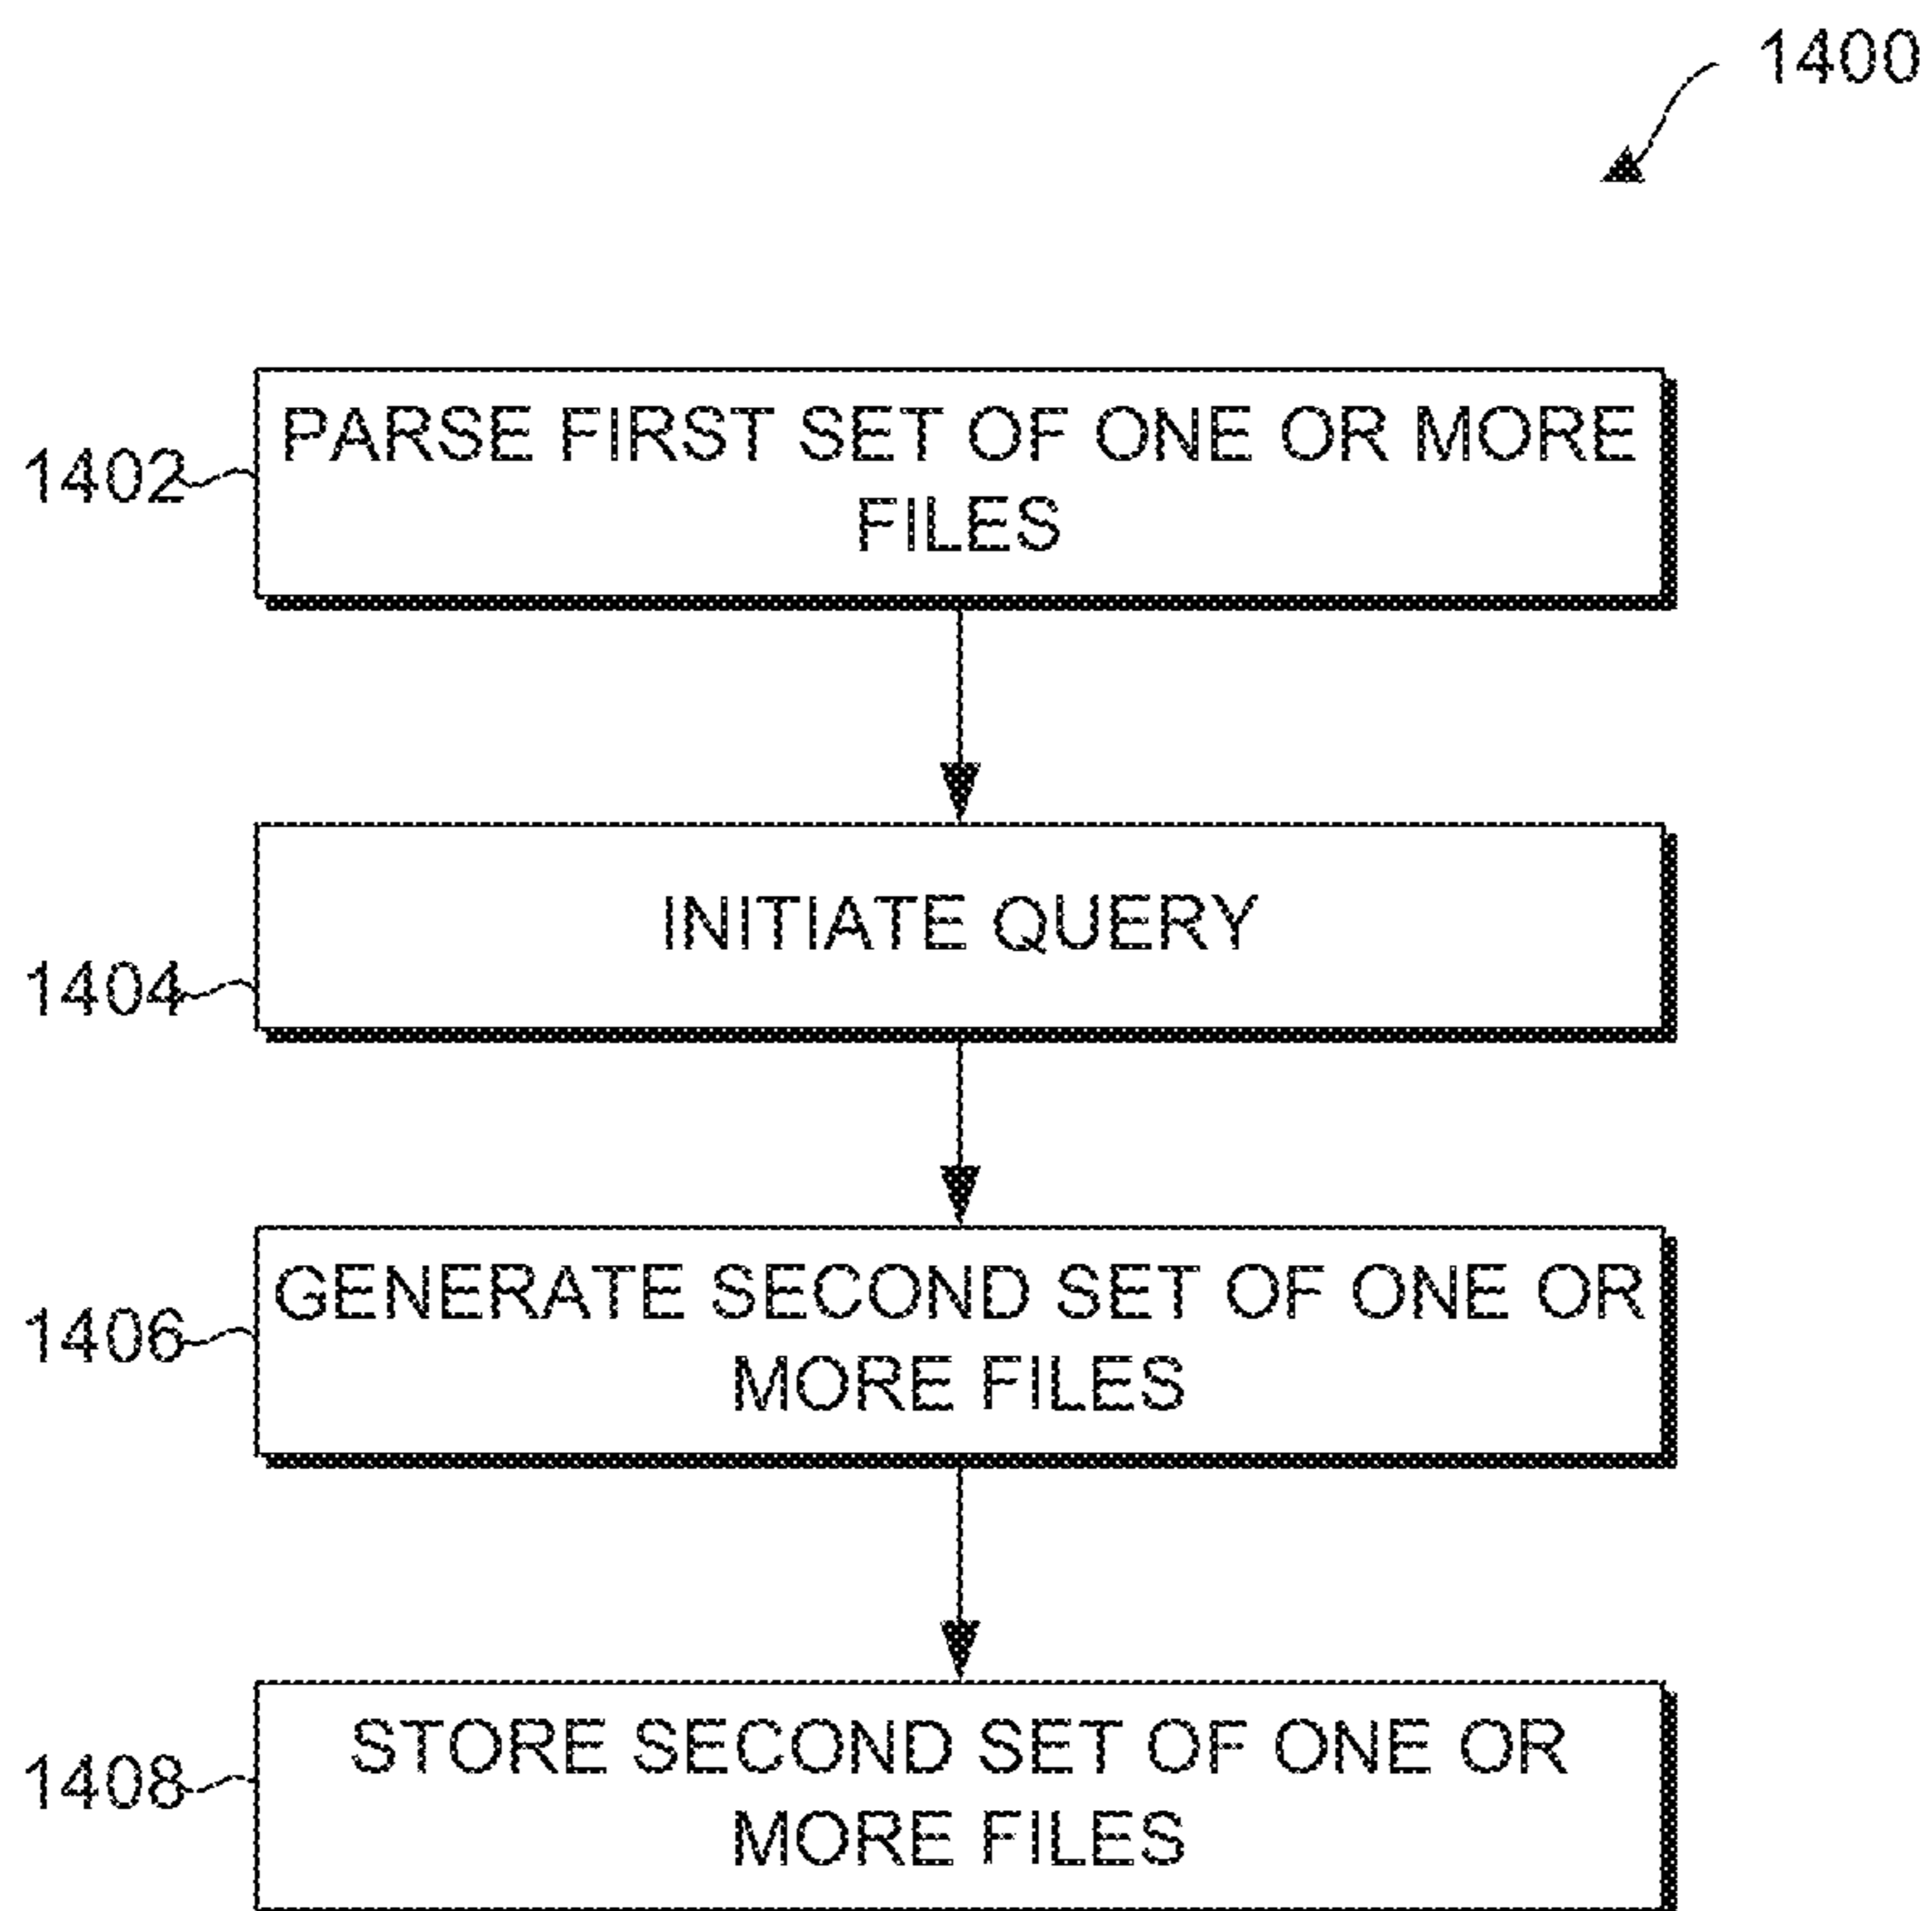 1400
1402
PARSE FIRST SET OF ONE OR MORE
FILES
INITIATE QUERY
1404
GENERATE SECOND SET OF ONE OR
1406
MORE FILES
STORE SECOND SET OF ONE OR
1408
MORE FILES